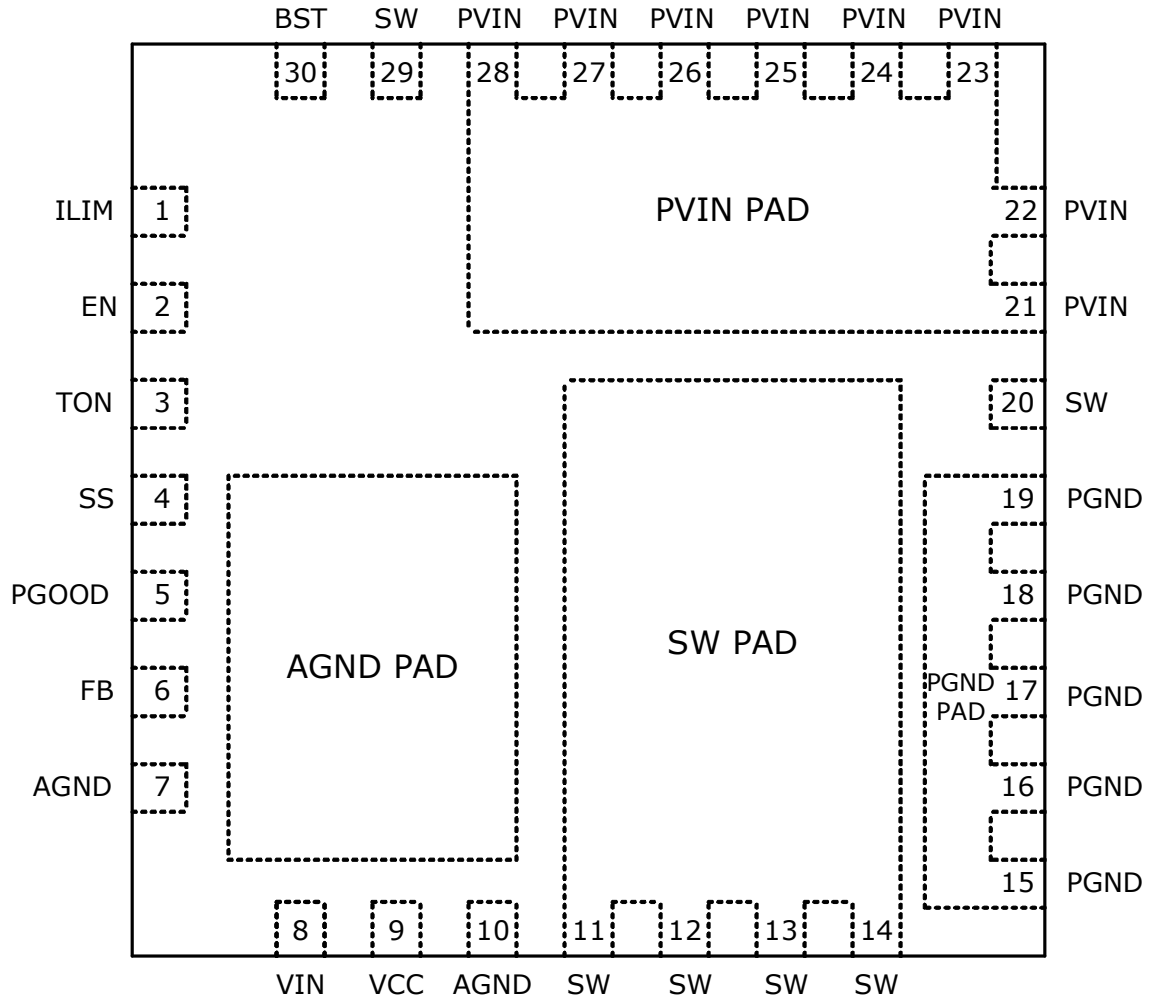 BST SW PVIN PVIN PVIN PVIN PVIN PVIN
30 29 28 27 26 25 24 23
ILIM 1 PVIN PAD 22 PVIN
EN 2 21 PVIN
TON 3 20 SW
SS 4 19 PGND
PGOOD 5 18 PGND
SW PAD
AGND PAD
FB 6 PGND 17 PGND
PAD
AGND 7 16 PGND
15 PGND
8 9 10 11 12 13 14
VIN VCC AGND SW SW SW SW